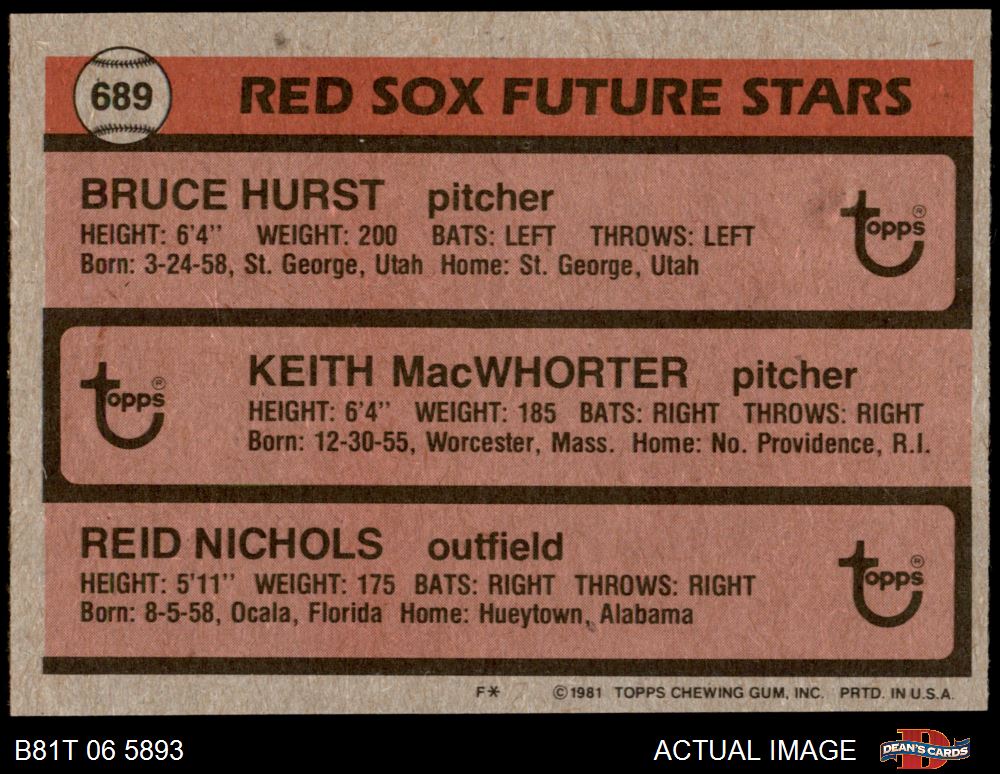 689 RED SOX FUTURE STARS
BRUCE HURST pitcher
HEIGHT: 6'4" WEIGHT: 200 BATS: LEFT THROWS: LEFT
Born: 3-24-58, St. George, Utah Home: St. George, Utah
topps®
KEITH MacWHORTER pitcher
HEIGHT: 6'4" WEIGHT: 185 BATS: RIGHT THROWS: RIGHT
Born: 12-30-55, Worcester, Mass. Home: No. Providence, R.I.
topps®
REID NICHOLS outfield
HEIGHT: 5'11" WEIGHT: 175 BATS: RIGHT THROWS: RIGHT
Born: 8-5-58, Ocala, Florida Home: Hueytown, Alabama
topps®
F* ©1981 TOPPS CHEWING GUM, INC. PRTD. IN U.S.A.
B81T 06 5893 ACTUAL IMAGE DEAN'S CARDS